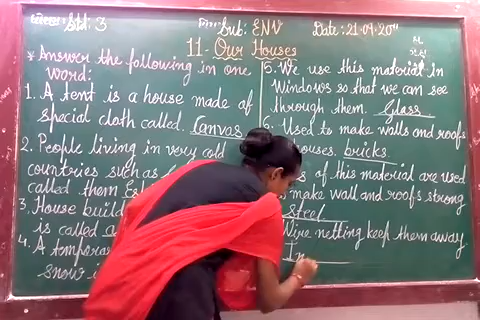 Std: 3
Sub: ENV
Date: 21.09.20
11- Our Houses
* Answer the following in one
word:
1. A tent is a house made of
special cloth called. Canvas
2. People living in very cold
countries such as
called them
3. House build
is called a
4. A
snow
5. We use this material in
Windows so that we can see
through them. Glass
6. Used to make walls and roofs
houses. bricks
of this material are used
make wall and roofs strong
Steel
Wire netting keep them away.
In